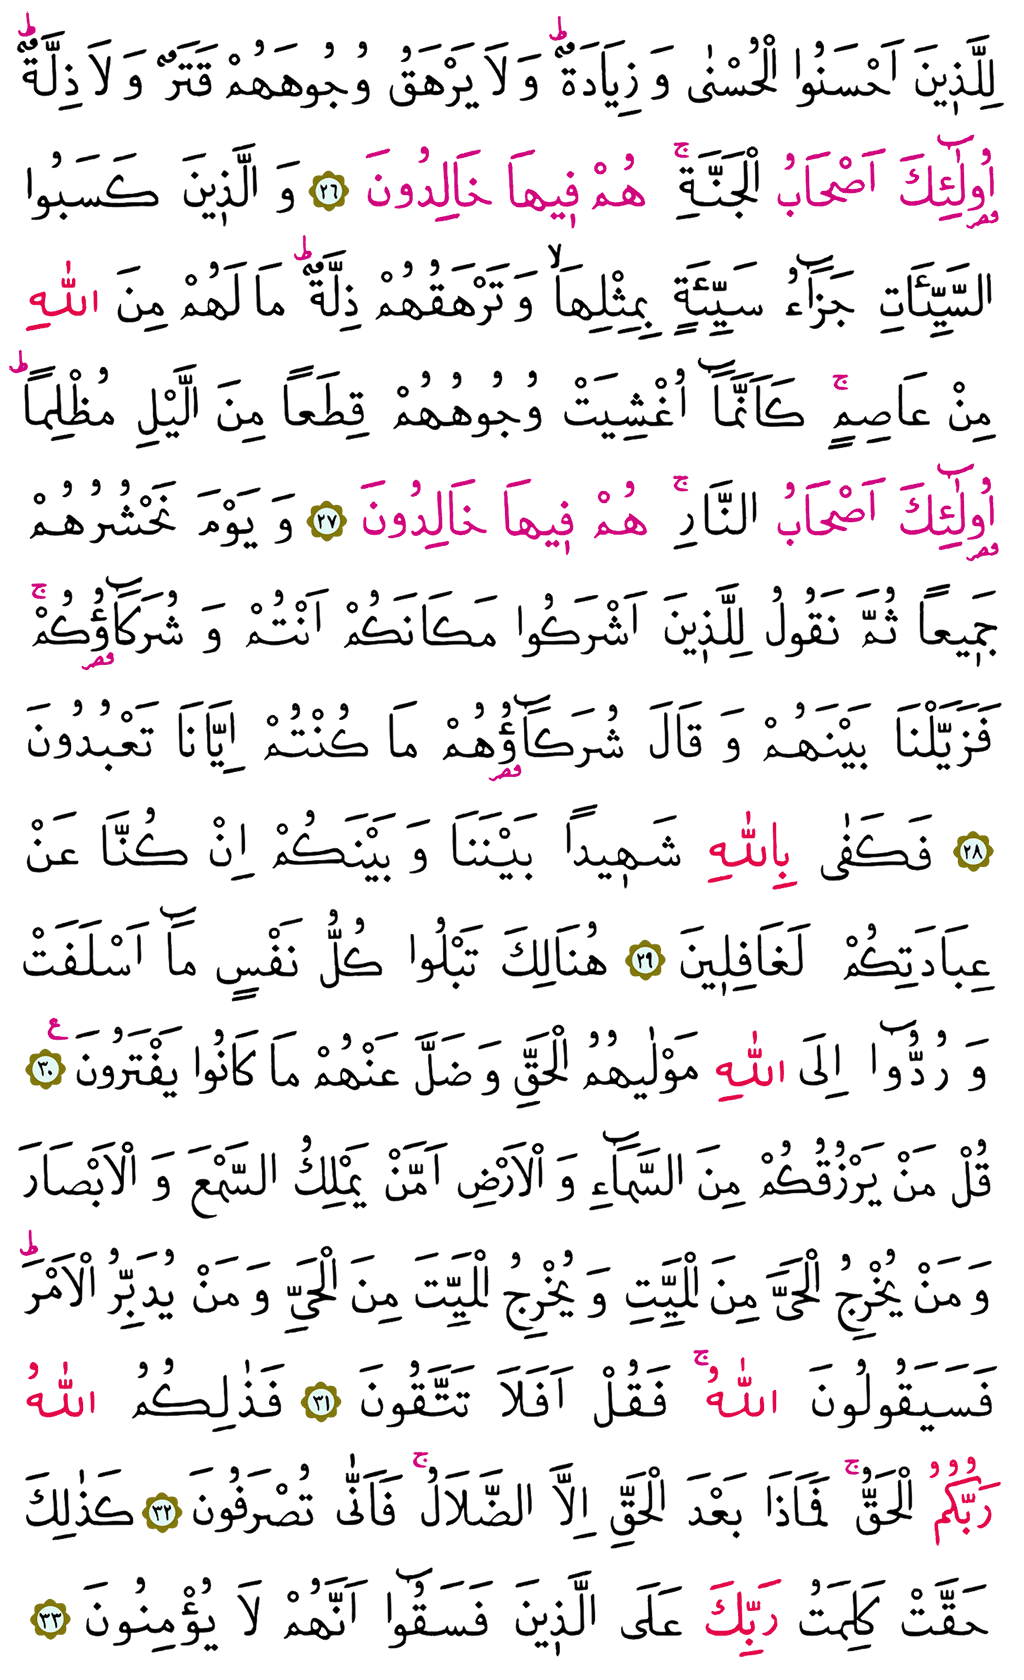 لِلَّذ۪ينَ اَحْسَنُوا الْحُسْنٰى وَ زِيَادَةٌۜ وَ لَا يَرْهَقُ وُجُوهَهُمْ قَتَرٌ وَ لَا ذِلَّةٌۜ
اُو۬لٰٓئِكَ اَصْحَابُ الْجَنَّةِۚ هُمْ ف۪يهَا خَالِدُونَ ﴿٢٦﴾ وَ الَّذ۪ينَ كَسَبُوا
السَّيِّـَٔاتِ جَزَٓاءُ سَيِّئَةٍ بِمِثْلِهَاۙ وَ تَرْهَقُهُمْ ذِلَّةٌۜ مَا لَهُمْ مِنَ اللّٰهِ
مِنْ عَاصِمٍۚ كَاَنَّمَٓا اُغْشِيَتْ وُجُوهُهُمْ قِطَعًا مِنَ الَّيْلِ مُظْلِمًاۜ
اُو۬لٰٓئِكَ اَصْحَابُ النَّارِۚ هُمْ ف۪يهَا خَالِدُونَ ﴿٢٧﴾ وَ يَوْمَ نَحْشُرُهُمْ
جَم۪يعًا ثُمَّ نَقُولُ لِلَّذ۪ينَ اَشْرَكُوا مَكَانَكُمْ اَنْتُمْ وَ شُرَكَٓاؤُ۬كُمْۚ
فَزَيَّلْنَا بَيْنَهُمْ وَ قَالَ شُرَكَٓاؤُ۬هُمْ مَا كُنْتُمْ اِيَّانَا تَعْبُدُونَ
﴿٢٨﴾ فَكَفٰى بِاللّٰهِ شَه۪يدًا بَيْنَنَا وَ بَيْنَكُمْ اِنْ كُنَّا عَنْ
عِبَادَتِكُمْ لَغَافِل۪ينَ ﴿٢٩﴾ هُنَالِكَ تَبْلُوا كُلُّ نَفْسٍ مَٓا اَسْلَفَتْ
وَ رُدُّٓوا اِلَى اللّٰهِ مَوْلٰيهُمُ الْحَقِّ وَ ضَلَّ عَنْهُمْ مَا كَانُوا يَفْتَرُونَ ﴿٣٠﴾ ع
قُلْ مَنْ يَرْزُقُكُمْ مِنَ السَّمَٓاءِ وَ الْاَرْضِ اَمَّنْ يَمْلِكُ السَّمْعَ وَ الْاَبْصَارَ
وَ مَنْ يُخْرِجُ الْحَيَّ مِنَ الْمَيِّتِ وَ يُخْرِجُ الْمَيِّتَ مِنَ الْحَيِّ وَ مَنْ يُدَبِّرُ الْاَمْرَۜ
فَسَيَقُولُونَ اللّٰهُۚ فَقُلْ اَفَلَا تَتَّقُونَ ﴿٣١﴾ فَذٰلِكُمُ اللّٰهُ
رَبُّكُمُ الْحَقُّۚ فَمَاذَا بَعْدَ الْحَقِّ اِلَّا الضَّلَالُۚ فَاَنّٰى تُصْرَفُونَ ﴿٣٢﴾ كَذٰلِكَ
حَقَّتْ كَلِمَتُ رَبِّكَ عَلَى الَّذ۪ينَ فَسَقُٓوا اَنَّهُمْ لَا يُؤْمِنُونَ ﴿٣٣﴾